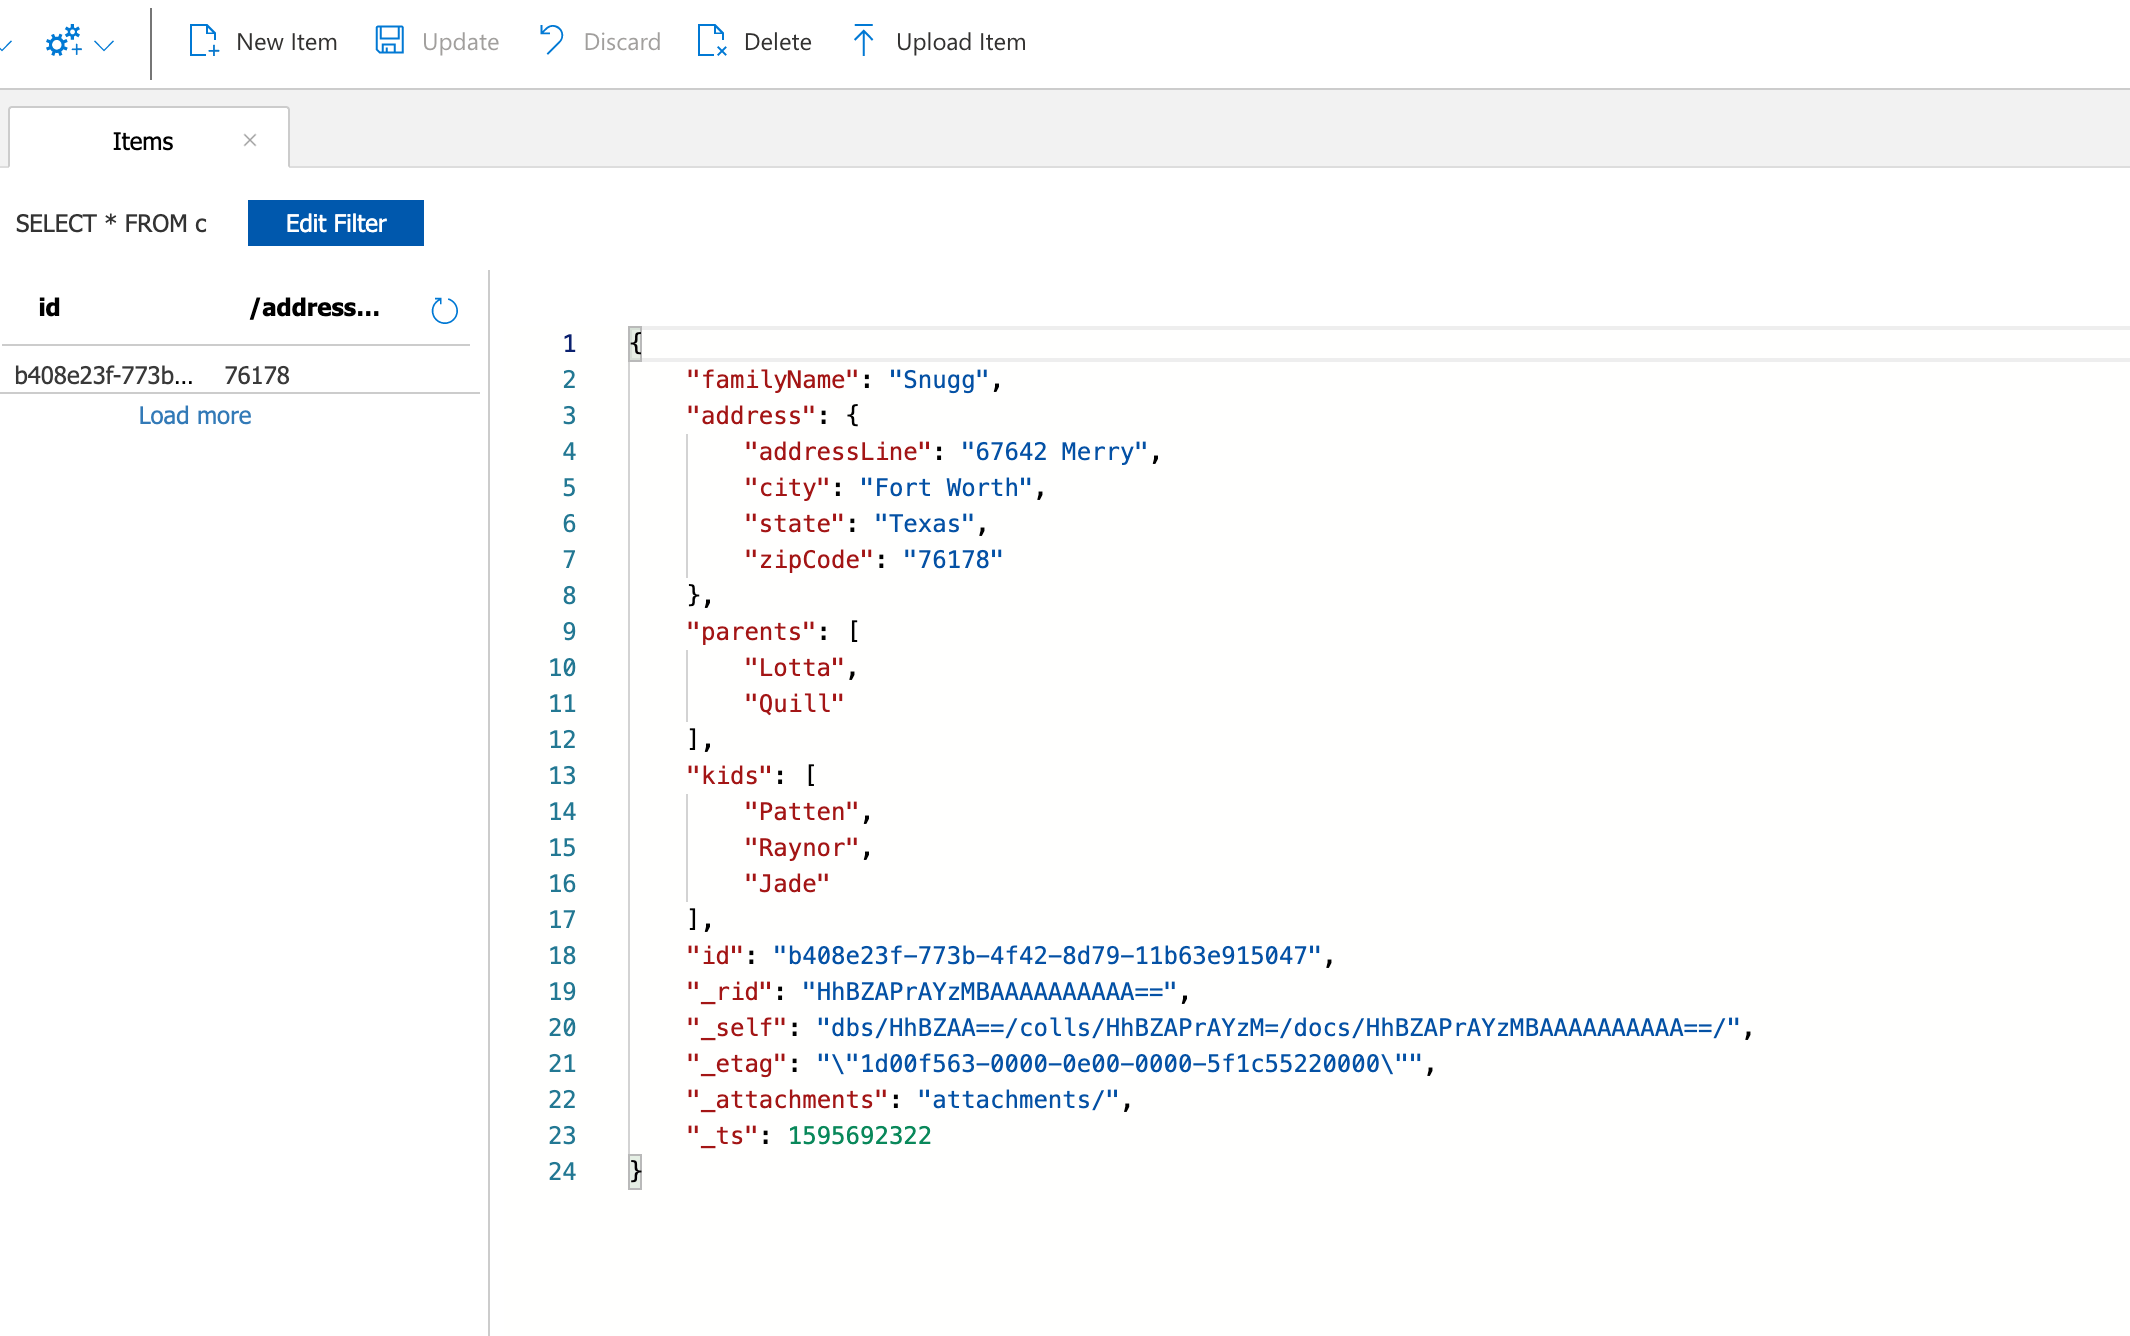 New Item Update Discard Delete Upload Item
Items
SELECT * FROM c Edit Filter
id /address...
b408e23f-773b... 76178
Load more
1 {
2 "familyName": "Snugg",
3 "address": {
4 "addressLine": "67642 Merry",
5 "city": "Fort Worth",
6 "state": "Texas",
7 "zipCode": "76178"
8 },
9 "parents": [
10 "Lotta",
11 "Quill"
12 ],
13 "kids": [
14 "Patten",
15 "Raynor",
16 "Jade"
17 ],
18 "id": "b408e23f-773b-4f42-8d79-11b63e915047",
19 "_rid": "HhBZAPrAYzMBAAAAAAAAAA==",
20 "_self": "dbs/HhBZAA==/colls/HhBZAPrAYzM=/docs/HhBZAPrAYzMBAAAAAAAAAA==/",
21 "_etag": "\"1d00f563-0000-0e00-0000-5f1c55220000\"",
22 "_attachments": "attachments/",
23 "_ts": 1595692322
24 }